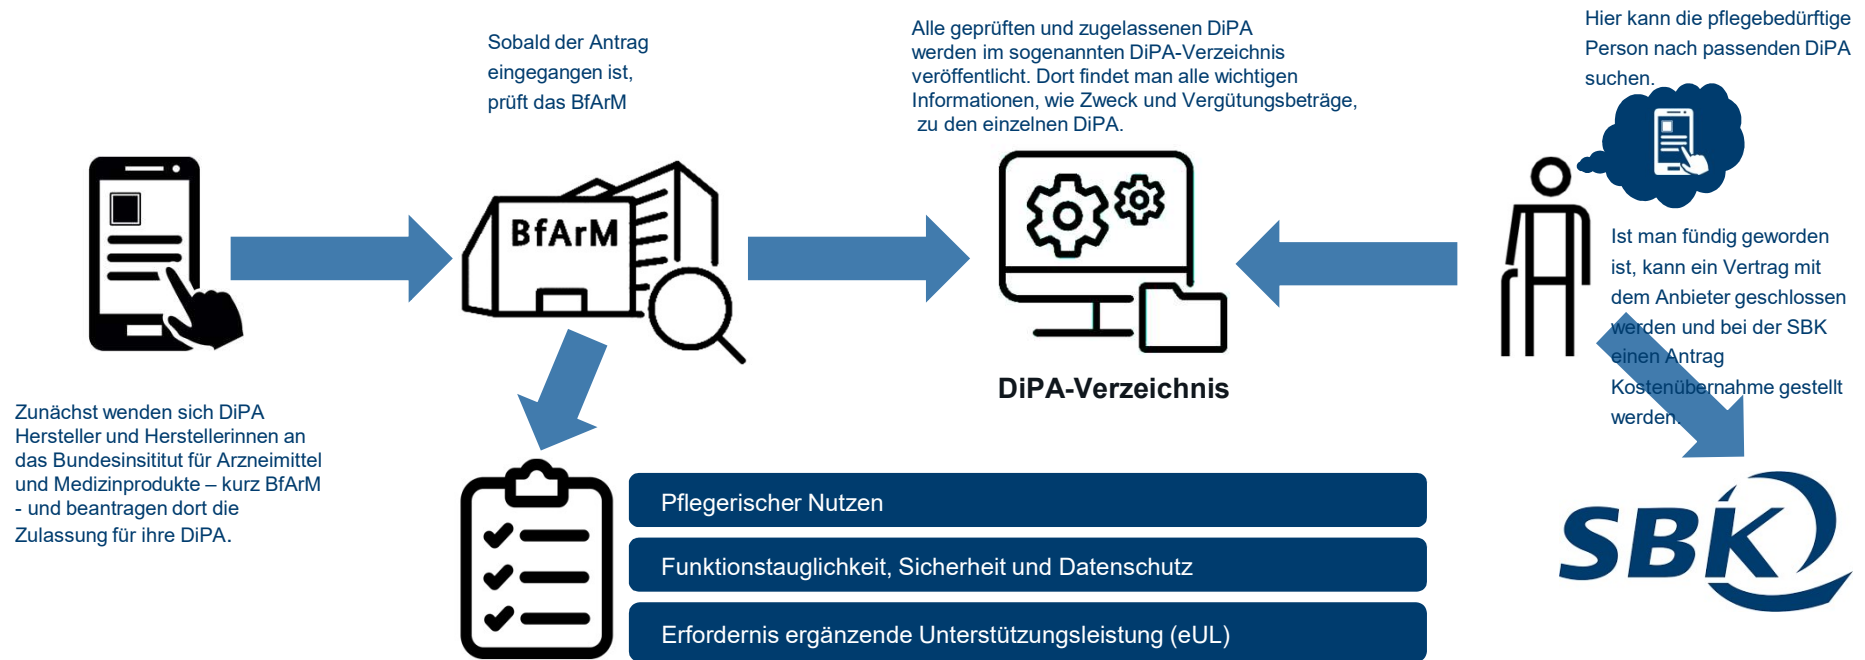 Sobald der Antrag
eingegangen ist,
prüft das BfArM
Alle geprüften und zugelassenen DiPA
werden im sogenannten DiPA-Verzeichnis
veröffentlicht. Dort findet man alle wichtigen
Informationen, wie Zweck und Vergütungsbeträge,
zu den einzelnen DiPA.
Hier kann die pflegebedürftige
Person nach passenden DiPA
suchen.
BfArM
Ist man fündig geworden
ist, kann ein Vertrag mit
dem Anbieter geschlossen
werden und bei der SBK
einen Antrag
Kostenübernahme gestellt
werden.
DiPA-Verzeichnis
Zunächst wenden sich DiPA
Hersteller und Herstellerinnen an
das Bundesinsititut für Arzneimittel
und Medizinprodukte – kurz BfArM
- und beantragen dort die
Zulassung für ihre DiPA.
Pflegerischer Nutzen
Funktionstauglichkeit, Sicherheit und Datenschutz
Erfordernis ergänzende Unterstützungsleistung (eUL)
SBK